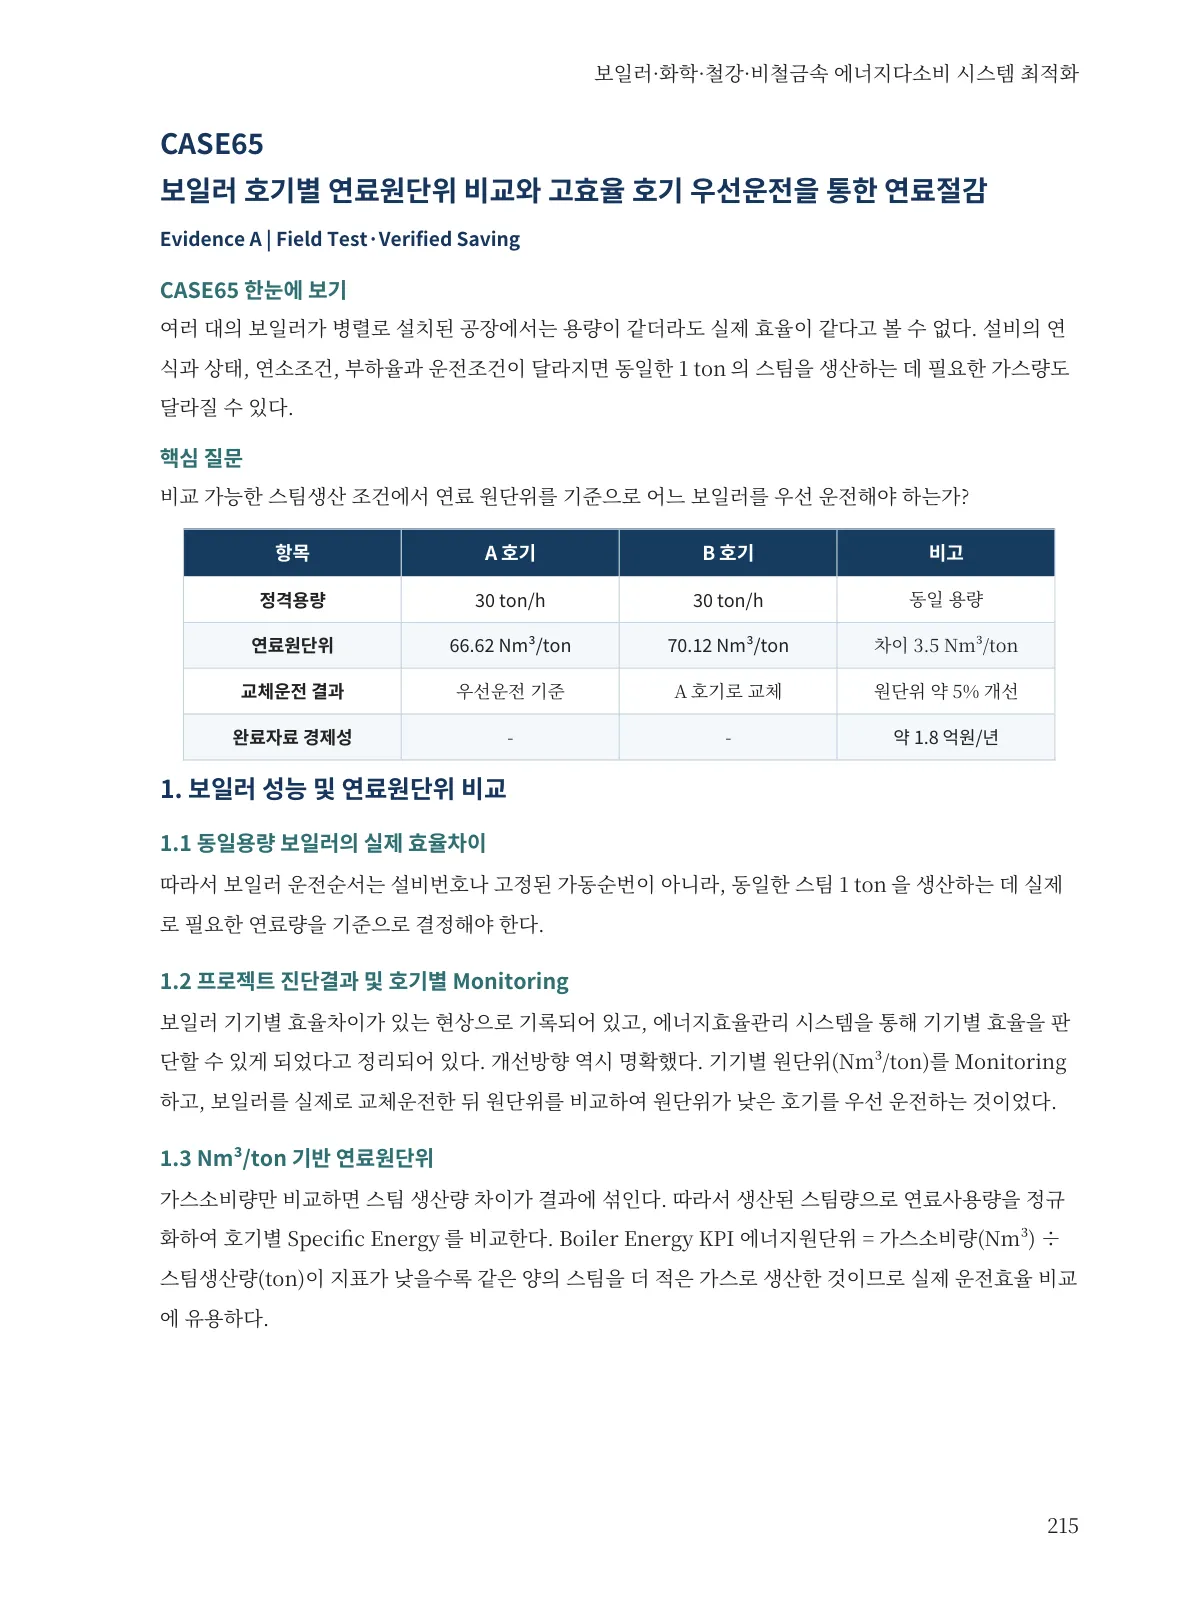 보일러·화학·철강·비철금속 에너지다소비 시스템 최적화
CASE65
보일러 호기별 연료원단위 비교와 고효율 호기 우선운전을 통한 연료절감
Evidence A | Field Test·Verified Saving
CASE65 한눈에 보기
여러 대의 보일러가 병렬로 설치된 공장에서는 용량이 같더라도 실제 효율이 같다고 볼 수 없다. 설비의 연
식과 상태, 연소조건, 부하율과 운전조건이 달라지면 동일한 1 ton 의 스팀을 생산하는 데 필요한 가스량도
달라질 수 있다.
핵심 질문
비교 가능한 스팀생산 조건에서 연료 원단위를 기준으로 어느 보일러를 우선 운전해야 하는가?
항목 A 호기 B 호기 비고
정격용량 30 ton/h 30 ton/h 동일 용량
연료원단위 66.62 Nm³/ton 70.12 Nm³/ton 차이 3.5 Nm³/ton
교체운전 결과 우선운전 기준 A 호기로 교체 원단위 약 5% 개선
완료자료 경제성 - - 약 1.8 억원/년
1. 보일러 성능 및 연료원단위 비교
1.1 동일용량 보일러의 실제 효율차이
따라서 보일러 운전순서는 설비번호나 고정된 가동순번이 아니라, 동일한 스팀 1 ton 을 생산하는 데 실제
로 필요한 연료량을 기준으로 결정해야 한다.
1.2 프로젝트 진단결과 및 호기별 Monitoring
보일러 기기별 효율차이가 있는 현상으로 기록되어 있고, 에너지효율관리 시스템을 통해 기기별 효율을 판
단할 수 있게 되었다고 정리되어 있다. 개선방향 역시 명확했다. 기기별 원단위(Nm³/ton)를 Monitoring
하고, 보일러를 실제로 교체운전한 뒤 원단위를 비교하여 원단위가 낮은 호기를 우선 운전하는 것이었다.
1.3 Nm³/ton 기반 연료원단위
가스소비량만 비교하면 스팀 생산량 차이가 결과에 섞인다. 따라서 생산된 스팀량으로 연료사용량을 정규
화하여 호기별 Specific Energy 를 비교한다. Boiler Energy KPI 에너지원단위 = 가스소비량(Nm³) ÷
스팀생산량(ton)이 지표가 낮을수록 같은 양의 스팀을 더 적은 가스로 생산한 것이므로 실제 운전효율 비교
에 유용하다.
215